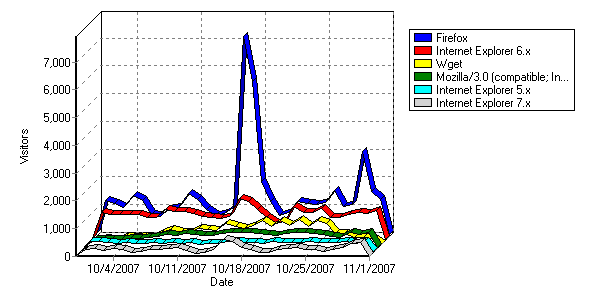 Visitors
7,000
6,000
5,000
4,000
3,000
2,000
1,000
0
10/4/2007 10/11/2007 10/18/2007 10/25/2007 11/1/2007
Date
Firefox
Internet Explorer 6.x
Wget
Mozilla/3.0 (compatible; In...
Internet Explorer 5.x
Internet Explorer 7.x